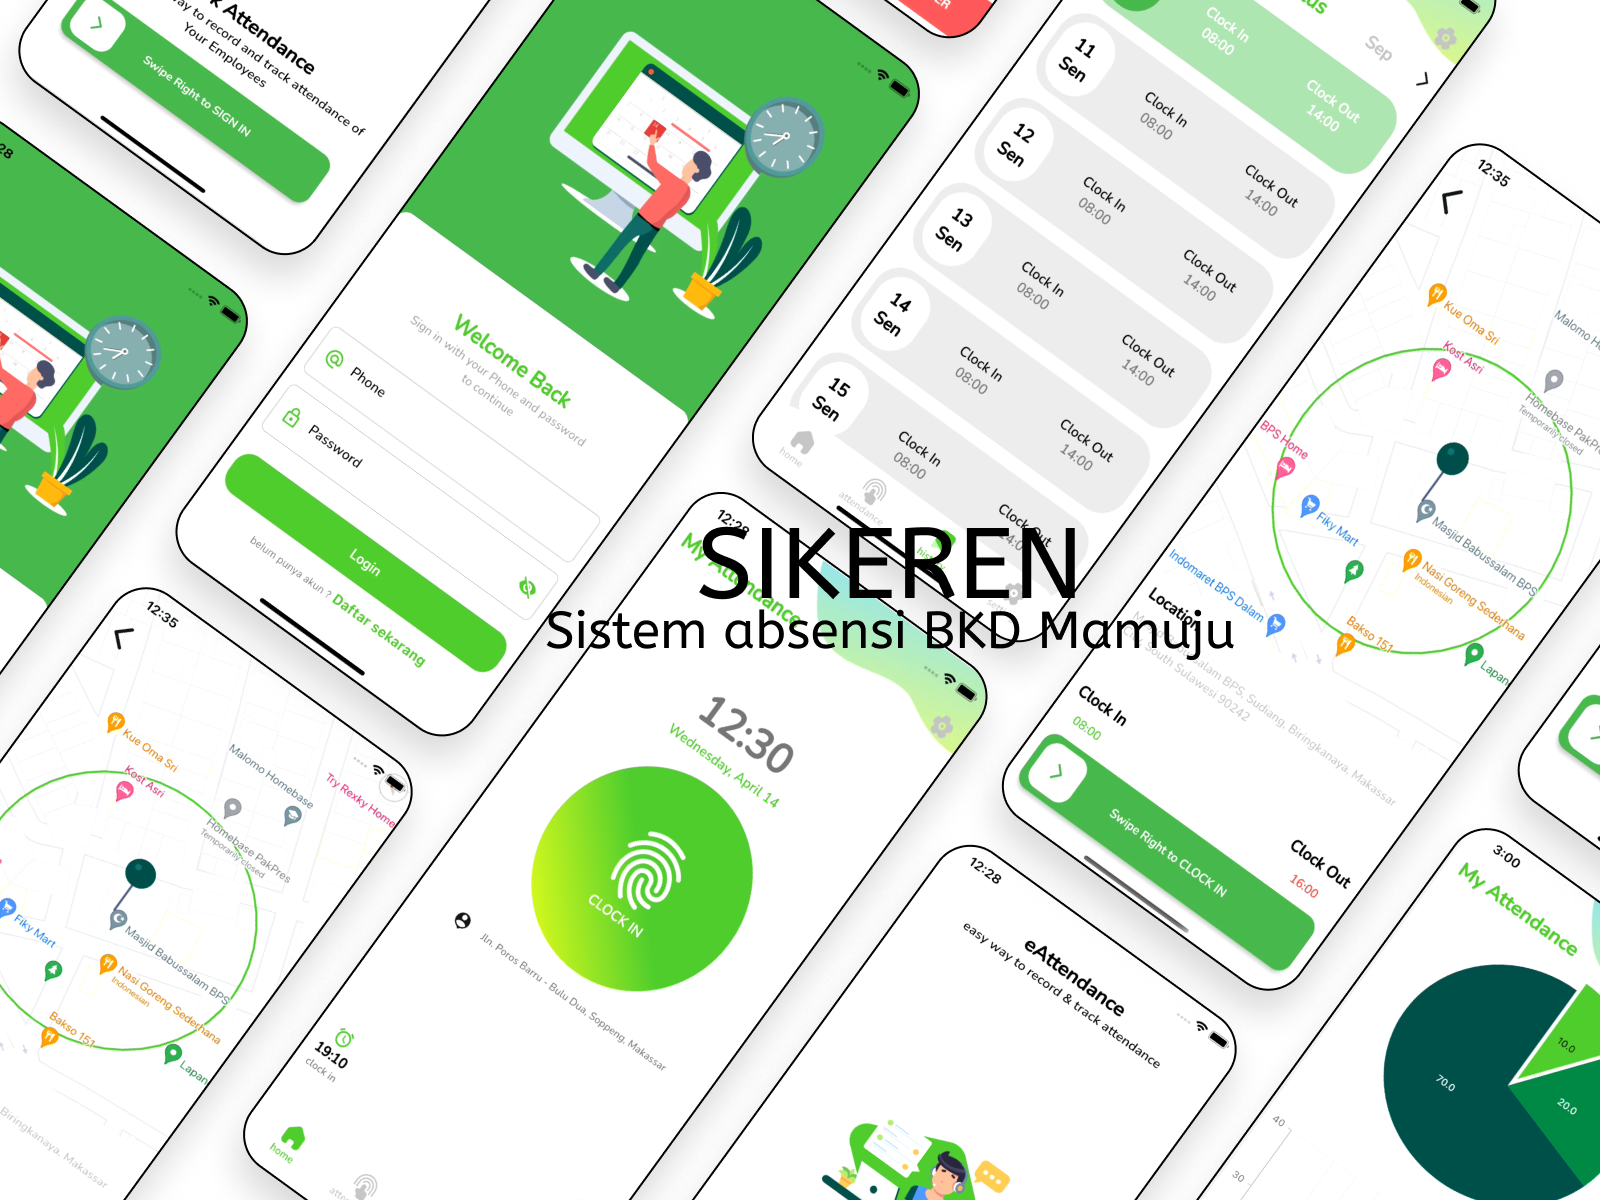 Attendance
way to record and track attendance of
Your Employees
Swipe Right to SIGN IN
Welcome Back
Sign in with your Phone and password
to continue
Phone
Password
Login
belum punya akun ? Daftar sekarang
Sep
Clock In
08:00
Clock Out
14:00
11
Sen
Clock In
08:00
Clock Out
14:00
12
Sen
Clock In
08:00
Clock Out
14:00
13
Sen
Clock In
08:00
Clock Out
14:00
14
Sen
Clock In
08:00
Clock Out
14:00
15
Sen
Clock In
08:00
Clock Out
home
attendance
12:35
Kue Oma Sri
Kost Asri
Malomo
Homebase PakPres
Temporarily closed
BPS Home
Fiky Mart
Masjid Babussalam BPS
Nasi Goreng Sederhana
Indonesian
Indomaret BPS Dalam
Bakso 151
Lapan
Location
Salam BPS, Sudiang, Biringkanaya, Makassar
South Sulawesi 90242
Clock In
08:00
Clock Out
16:00
Swipe Right to CLOCK IN
SIKEREN
Sistem absensi BKD Mamuju
12:28
My Attendance
12:30
Wednesday, April 14
CLOCK IN
Jln. Poros Barru - Bulu Dua, Soppeng, Makassar
19:10
clock in
home
12:35
Kue Oma Sri
Kost Asri
Malomo Homebase
Try Rexky Home
Homebase PakPres
Temporarily closed
Fiky Mart
Masjid Babussalam BPS
Nasi Goreng Sederhana
Indonesian
Bakso 151
Lapan
Biringkanaya, Makassar
12:28
eAttendance
easy way to record & track attendance
3:00
My Attendance
10.0
20.0
70.0
40
30